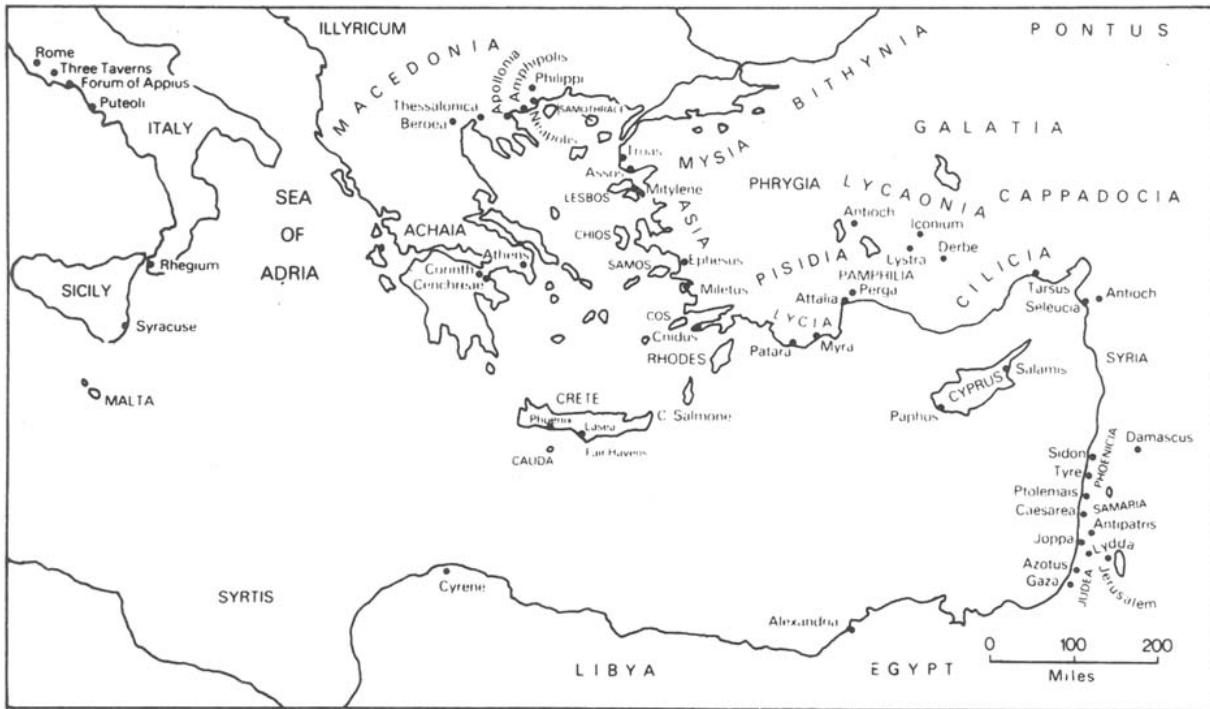 ILLYRICUM
PONTUS
MACEDONIA
BITHYNIA
Rome
Three Taverns
Forum of Appius
Puteoli
ITALY
Apollonia
Amphipolis
Philippi
Neapolis
SAMOTHRACE
Thessalonica
Beroea
GALATIA
Troas
MYSIA
Assos
Mitylene
LESBOS
ASIA
PHRYGIA
LYCAONIA
CAPPADOCIA
SEA
OF
ADRIA
ACHAIA
Athens
Corinth
Cenchreae
CHIOS
SAMOS
Ephesus
Miletus
Antioch
Iconium
Lystra
Derbe
PISIDIA
PAMPHILIA
Perga
Attalia
CILICIA
Tarsus
Seleucia
Antioch
Rhegium
SICILY
Syracuse
COS
Cnidus
LYCIA
Patara
Myra
RHODES
SYRIA
CYPRUS
Salamis
Paphus
MALTA
CRETE
Phoenix
Lasea
Fair Havens
C. Salmone
CAUDA
Damascus
Sidon
PHOENICIA
Tyre
Ptolemais
Caesarea
SAMARIA
Antipatris
Joppa
Lydda
Azotus
Gaza
JUDEA
Jerusalem
SYRTIS
Cyrene
Alexandria
LIBYA
EGYPT
0 100 200
Miles